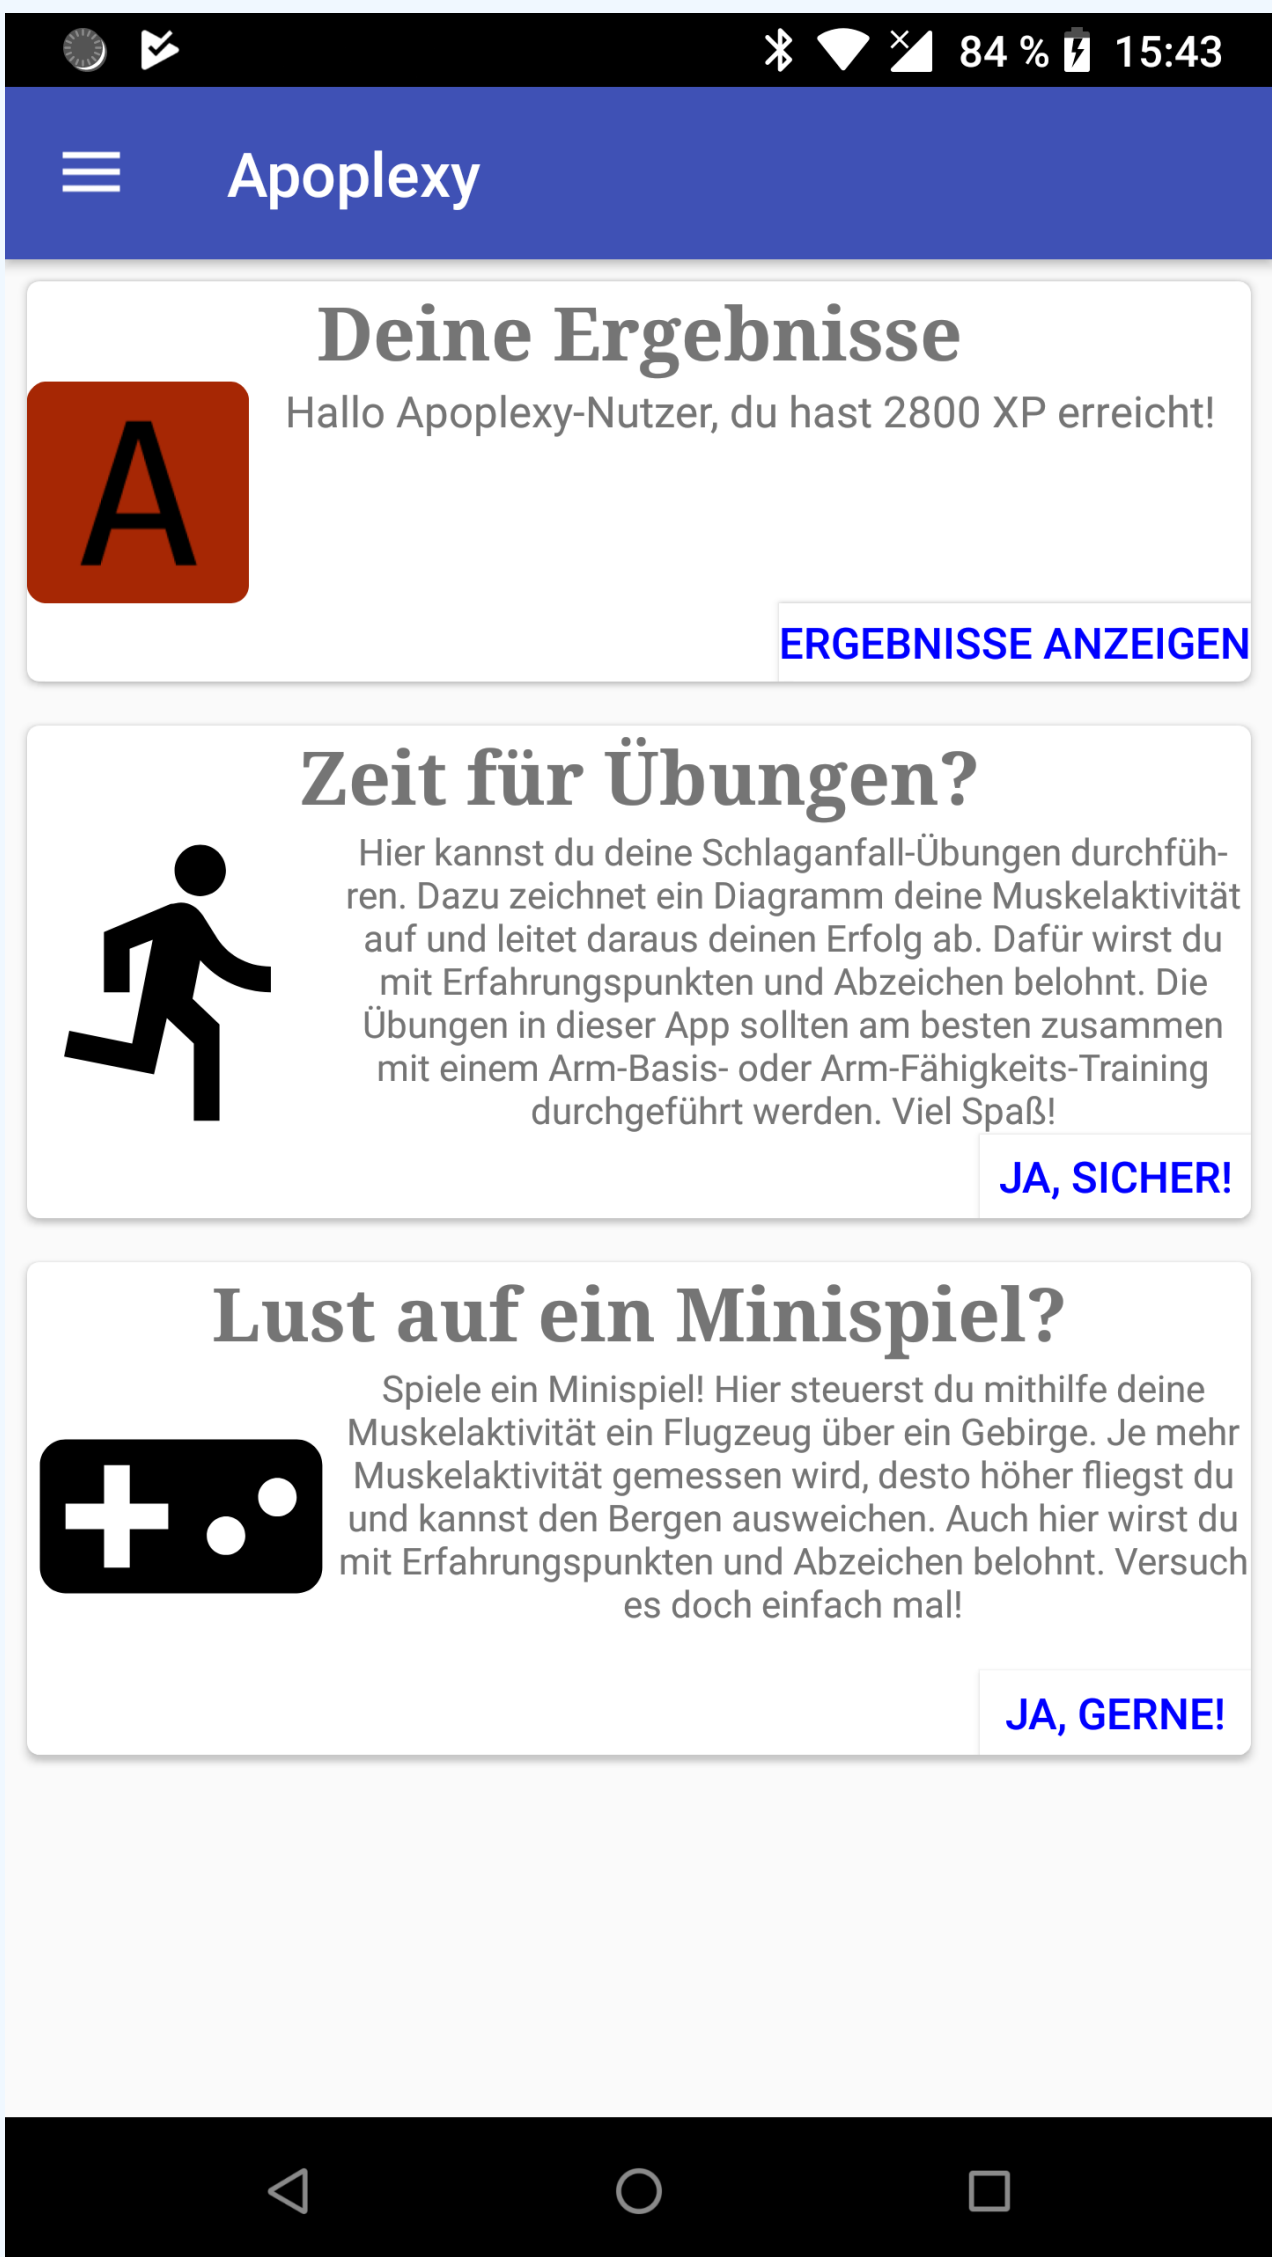 84 % 15:43
Apoplexy
Deine Ergebnisse
A
Hallo Apoplexy-Nutzer, du hast 2800 XP erreicht!
ERGEBNISSE ANZEIGEN
Zeit für Übungen?
Hier kannst du deine Schlaganfall-Übungen durchfüh-
ren. Dazu zeichnet ein Diagramm deine Muskelaktivität
auf und leitet daraus deinen Erfolg ab. Dafür wirst du
mit Erfahrungspunkten und Abzeichen belohnt. Die
Übungen in dieser App sollten am besten zusammen
mit einem Arm-Basis- oder Arm-Fähigkeits-Training
durchgeführt werden. Viel Spaß!
JA, SICHER!
Lust auf ein Minispiel?
Spiele ein Minispiel! Hier steuerst du mithilfe deine
Muskelaktivität ein Flugzeug über ein Gebirge. Je mehr
Muskelaktivität gemessen wird, desto höher fliegst du
und kannst den Bergen ausweichen. Auch hier wirst du
mit Erfahrungspunkten und Abzeichen belohnt. Versuch
es doch einfach mal!
JA, GERNE!